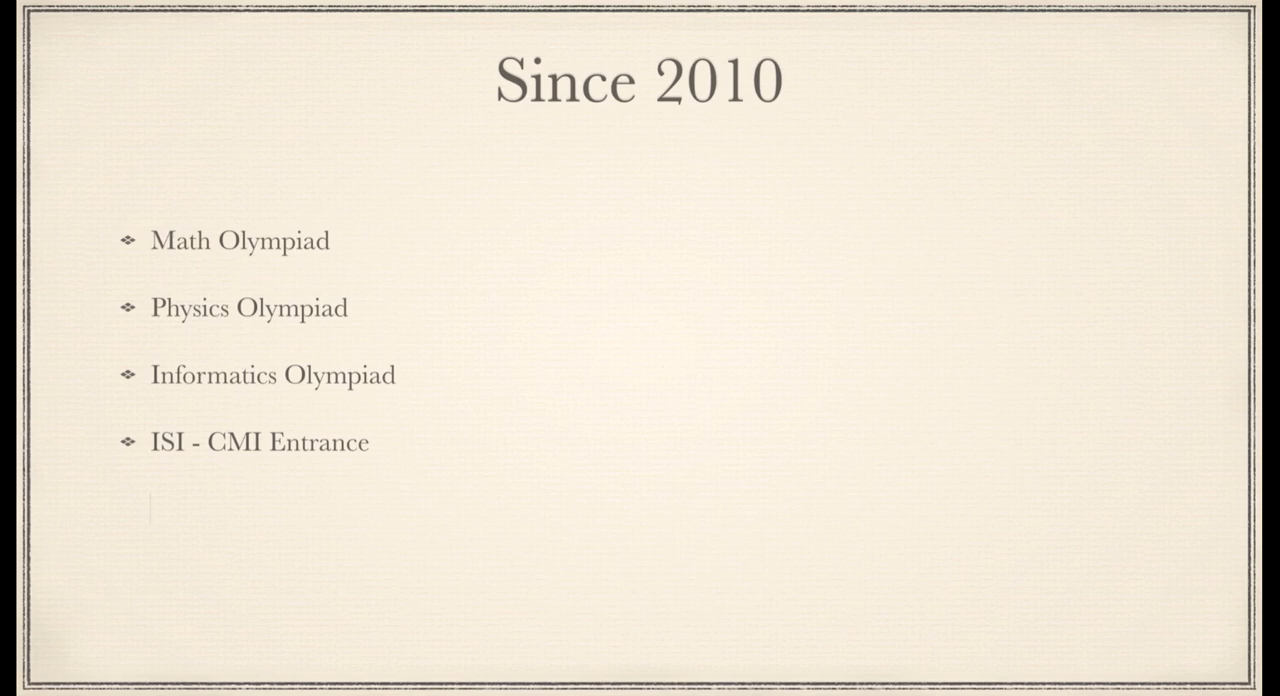 Since 2010
Math Olympiad
Physics Olympiad
Informatics Olympiad
ISI - CMI Entrance